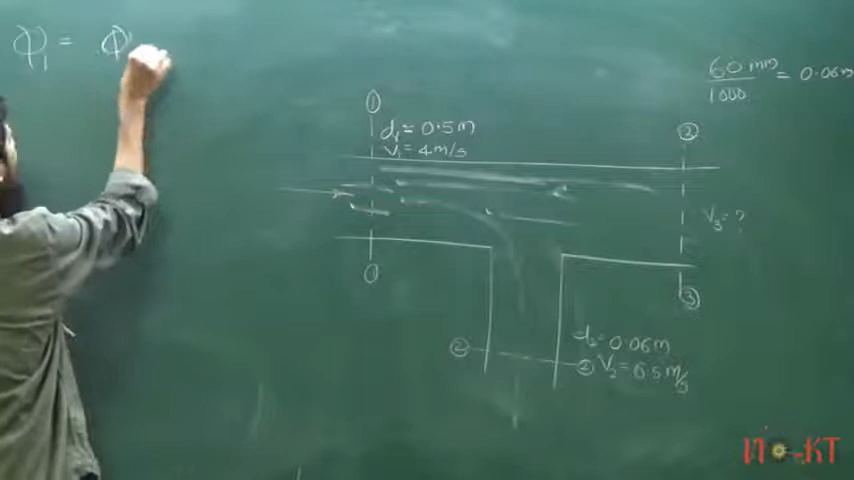 Q₁ = Q
60 mm
1000
= 0.06m
①
d₁ = 0.5m
V₁ = 4m/s
②
V₃ = ?
①
③
②
②
d₂ = 0.06m
V₂ = 6.5m/s